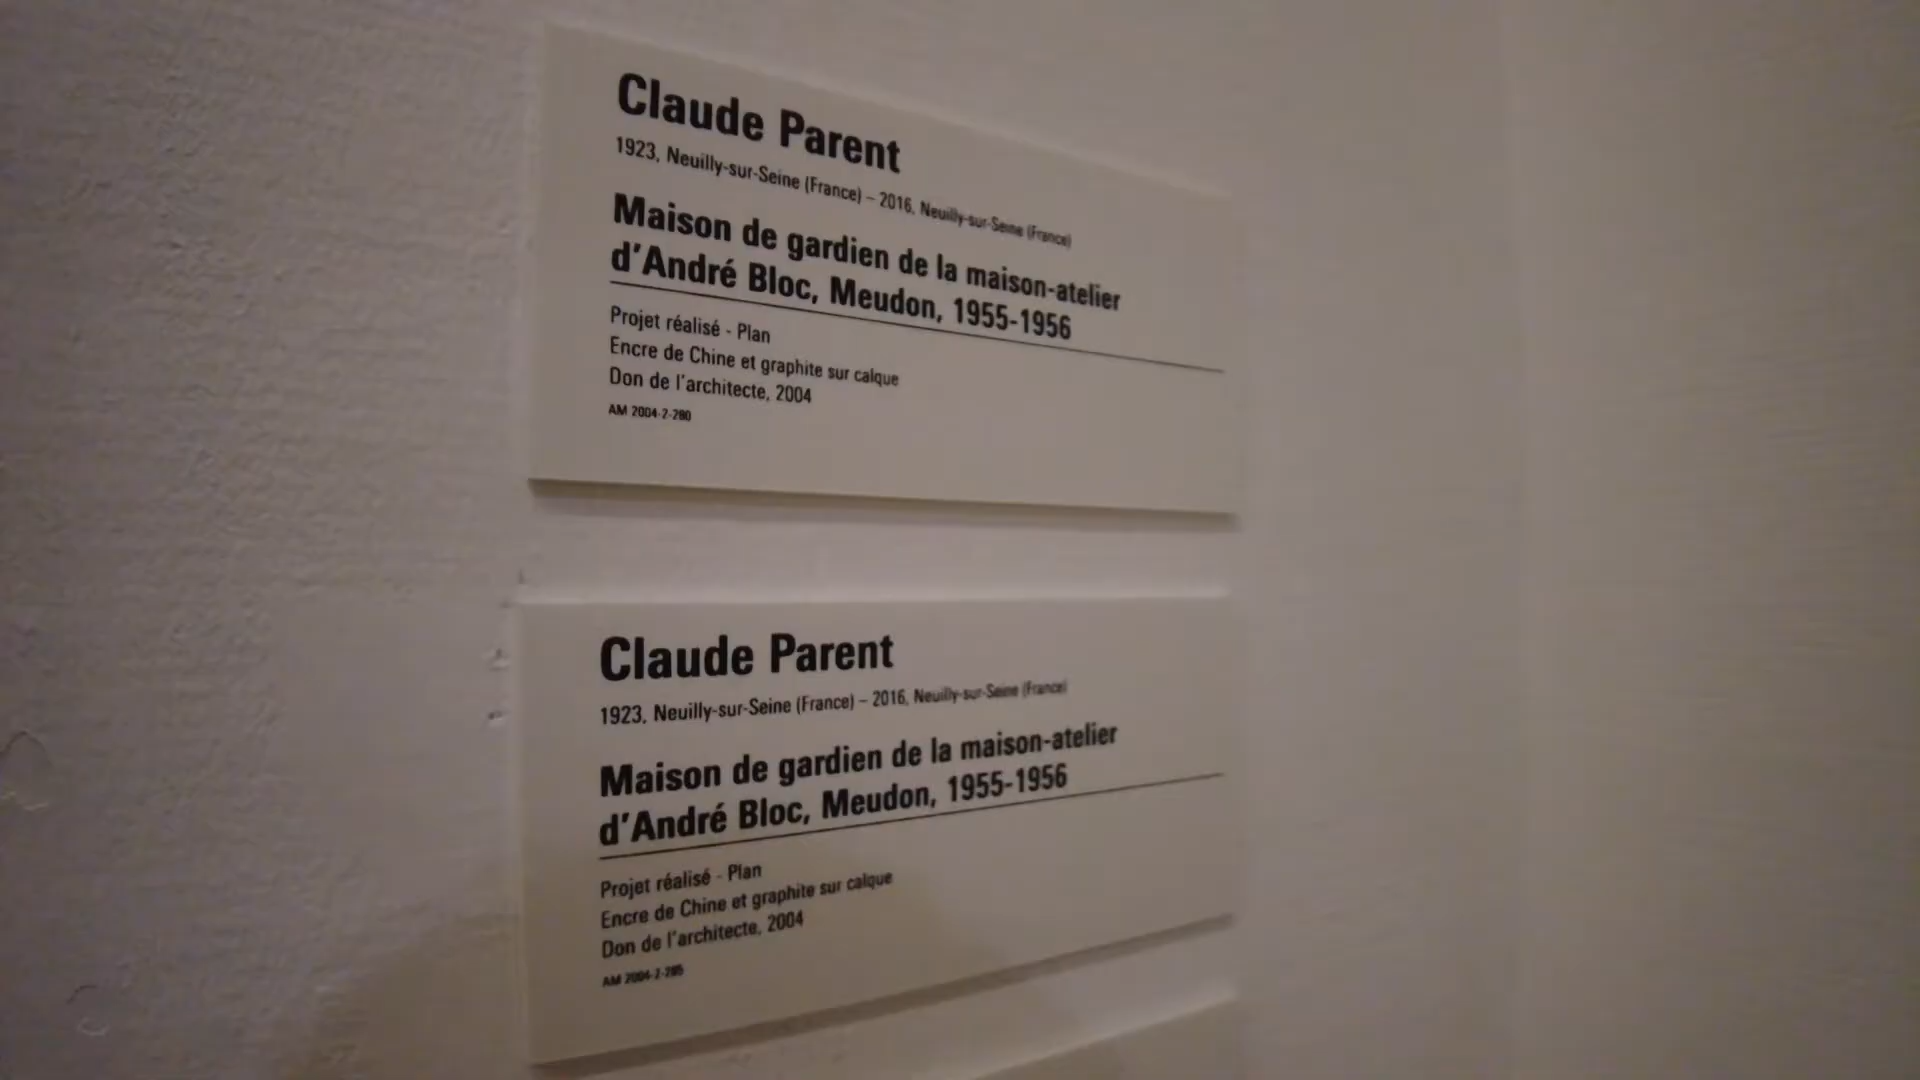 Claude Parent
1923, Neuilly-sur-Seine (France) – 2016, Neuilly-sur-Seine (France)
Maison de gardien de la maison-atelier
d'André Bloc, Meudon, 1955-1956
Projet réalisé - Plan
Encre de Chine et graphite sur calque
Don de l'architecte, 2004
AM 2004-2-280
Claude Parent
1923, Neuilly-sur-Seine (France) – 2016, Neuilly-sur-Seine (France)
Maison de gardien de la maison-atelier
d'André Bloc, Meudon, 1955-1956
Projet réalisé - Plan
Encre de Chine et graphite sur calque
Don de l'architecte, 2004
AM